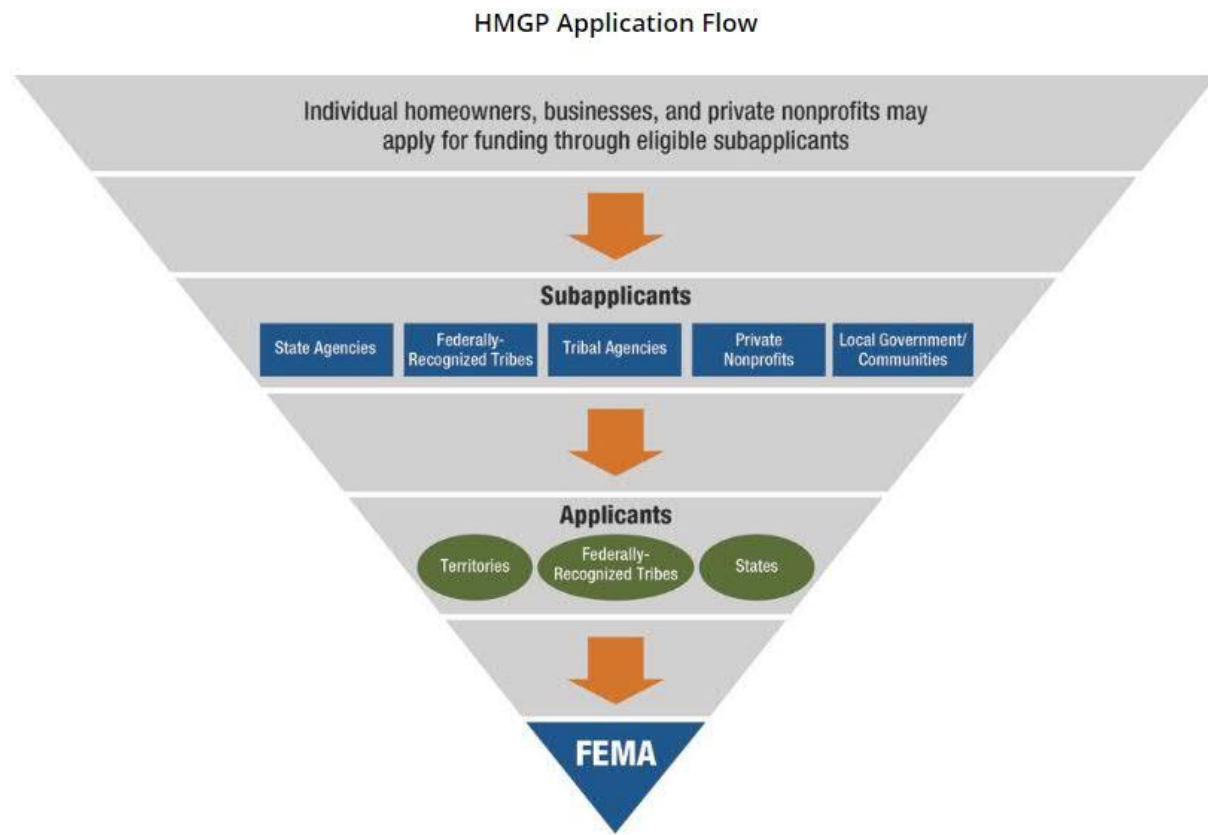 HMGP Application Flow
Individual homeowners, businesses, and private nonprofits may
apply for funding through eligible subapplicants
Subapplicants
State Agencies
Federally-
Recognized Tribes
Tribal Agencies
Private
Nonprofits
Local Government/
Communities
Applicants
Territories
Federally-
Recognized Tribes
States
FEMA